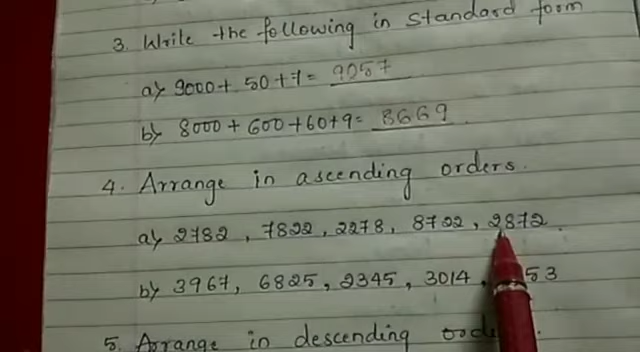 3. Write the following in standard form
a) 9000 + 50 + 7 = 9057
b) 8000 + 600 + 60 + 9 = 8669
4. Arrange in ascending orders.
a) 2782, 7822, 2278, 8722, 2872.
b) 3967, 6825, 2345, 3014, 53
5. Arrange in descending